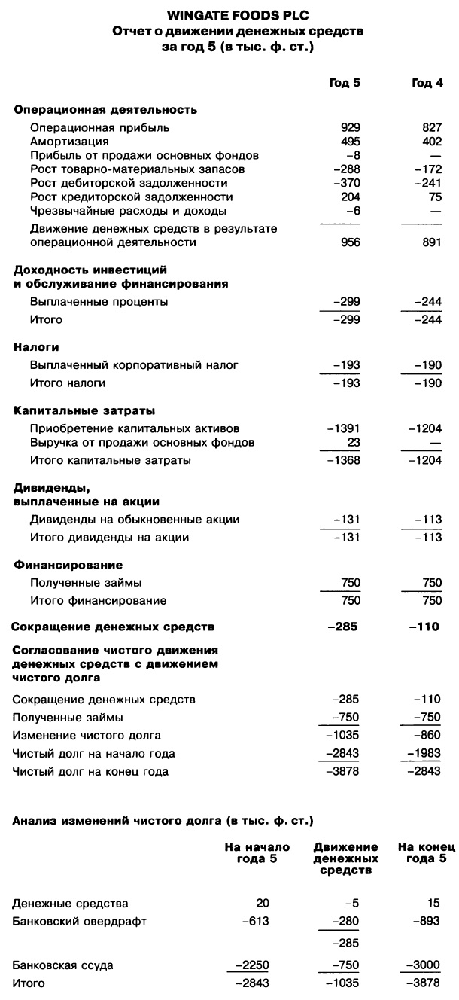 WINGATE FOODS PLC
Отчет о движении денежных средств
за год 5 (в тыс. ф. ст.)
Год 5 Год 4
Операционная деятельность
Операционная прибыль 929 827
Амортизация 495 402
Прибыль от продажи основных фондов –8 —
Рост товарно-материальных запасов –288 –172
Рост дебиторской задолженности –370 –241
Рост кредиторской задолженности 204 75
Чрезвычайные расходы и доходы –6 —
Движение денежных средств в результате
операционной деятельности 956 891
Доходность инвестиций
и обслуживание финансирования
Выплаченные проценты –299 –244
Итого –299 –244
Налоги
Выплаченный корпоративный налог –193 –190
Итого налоги –193 –190
Капитальные затраты
Приобретение капитальных активов –1391 –1204
Выручка от продажи основных фондов 23 —
Итого капитальные затраты –1368 –1204
Дивиденды,
выплаченные на акции
Дивиденды на обыкновенные акции –131 –113
Итого дивиденды на акции –131 –113
Финансирование
Полученные займы 750 750
Итого финансирование 750 750
Сокращение денежных средств –285 –110
Согласование чистого движения
денежных средств с движением
чистого долга
Сокращение денежных средств –285 –110
Полученные займы –750 –750
Изменение чистого долга –1035 –860
Чистый долг на начало года –2843 –1983
Чистый долг на конец года –3878 –2843
Анализ изменений чистого долга (в тыс. ф. ст.)
На начало Движение На конец
года 5 денежных года 5
средств
Денежные средства 20 –5 15
Банковский овердрафт –613 –280 –893
–285
Банковская ссуда –2250 –750 –3000
Итого –2843 –1035 –3878